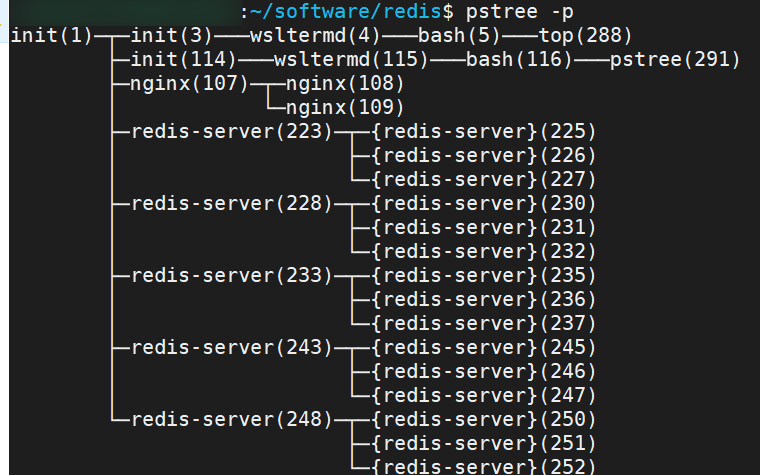 :~/software/redis$ pstree -p
init(1)─┬─init(3)───wsltermd(4)───bash(5)───top(288)
├─init(114)───wsltermd(115)───bash(116)───pstree(291)
├─nginx(107)─┬─nginx(108)
└─nginx(109)
├─redis-server(223)─┬─{redis-server}(225)
├─{redis-server}(226)
└─{redis-server}(227)
├─redis-server(228)─┬─{redis-server}(230)
├─{redis-server}(231)
└─{redis-server}(232)
├─redis-server(233)─┬─{redis-server}(235)
├─{redis-server}(236)
└─{redis-server}(237)
├─redis-server(243)─┬─{redis-server}(245)
├─{redis-server}(246)
└─{redis-server}(247)
└─redis-server(248)─┬─{redis-server}(250)
├─{redis-server}(251)
└─{redis-server}(252)